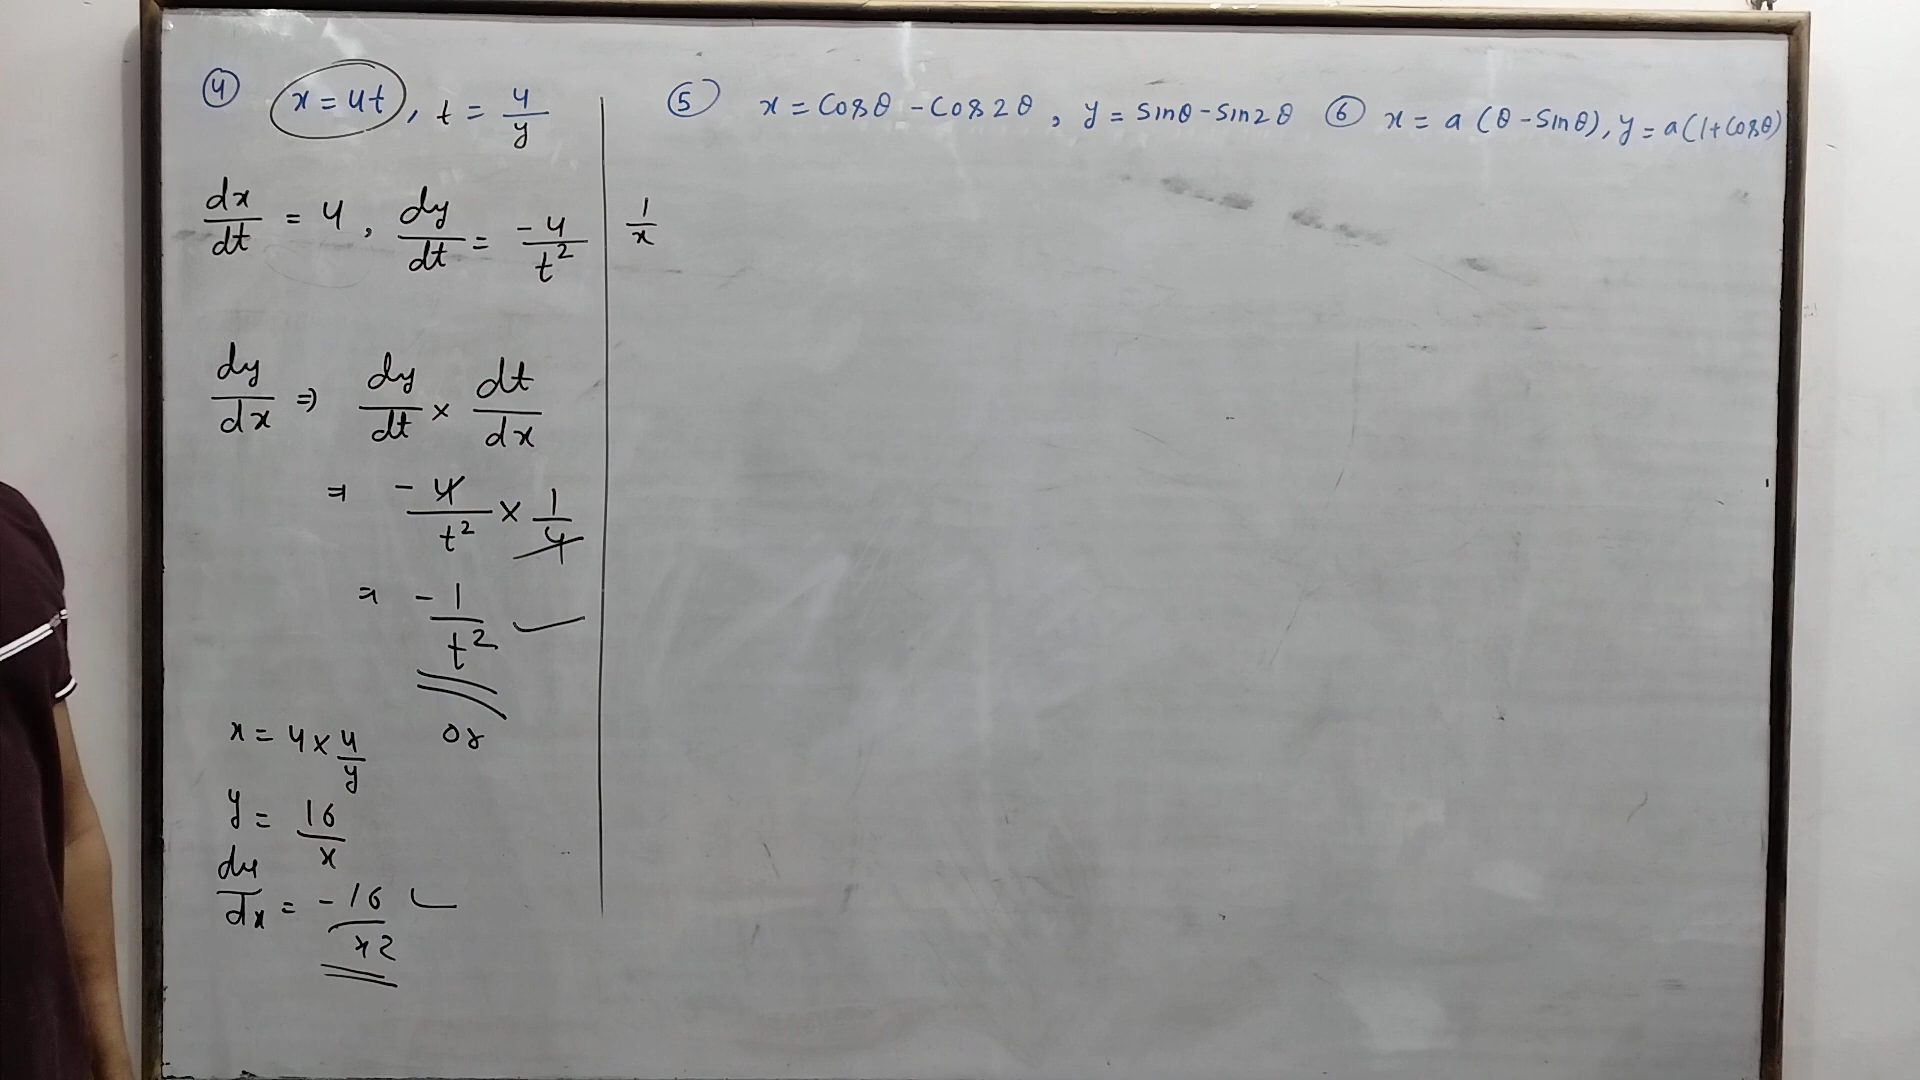 ④ x = 4t, t = 4/y
dx/dt = 4, dy/dt = -4/t²
dy/dx ⇒ dy/dt × dt/dx
⇒ -4/t² × 1/4
= -1/t²
or
x = 4 × 4/y
y = 16/x
dy/dx = -16/x2
1/x
⑤ x = Cosθ - Cos2θ, y = Sinθ - Sin2θ
⑥ x = a (θ - Sinθ), y = a(1+Cosθ)